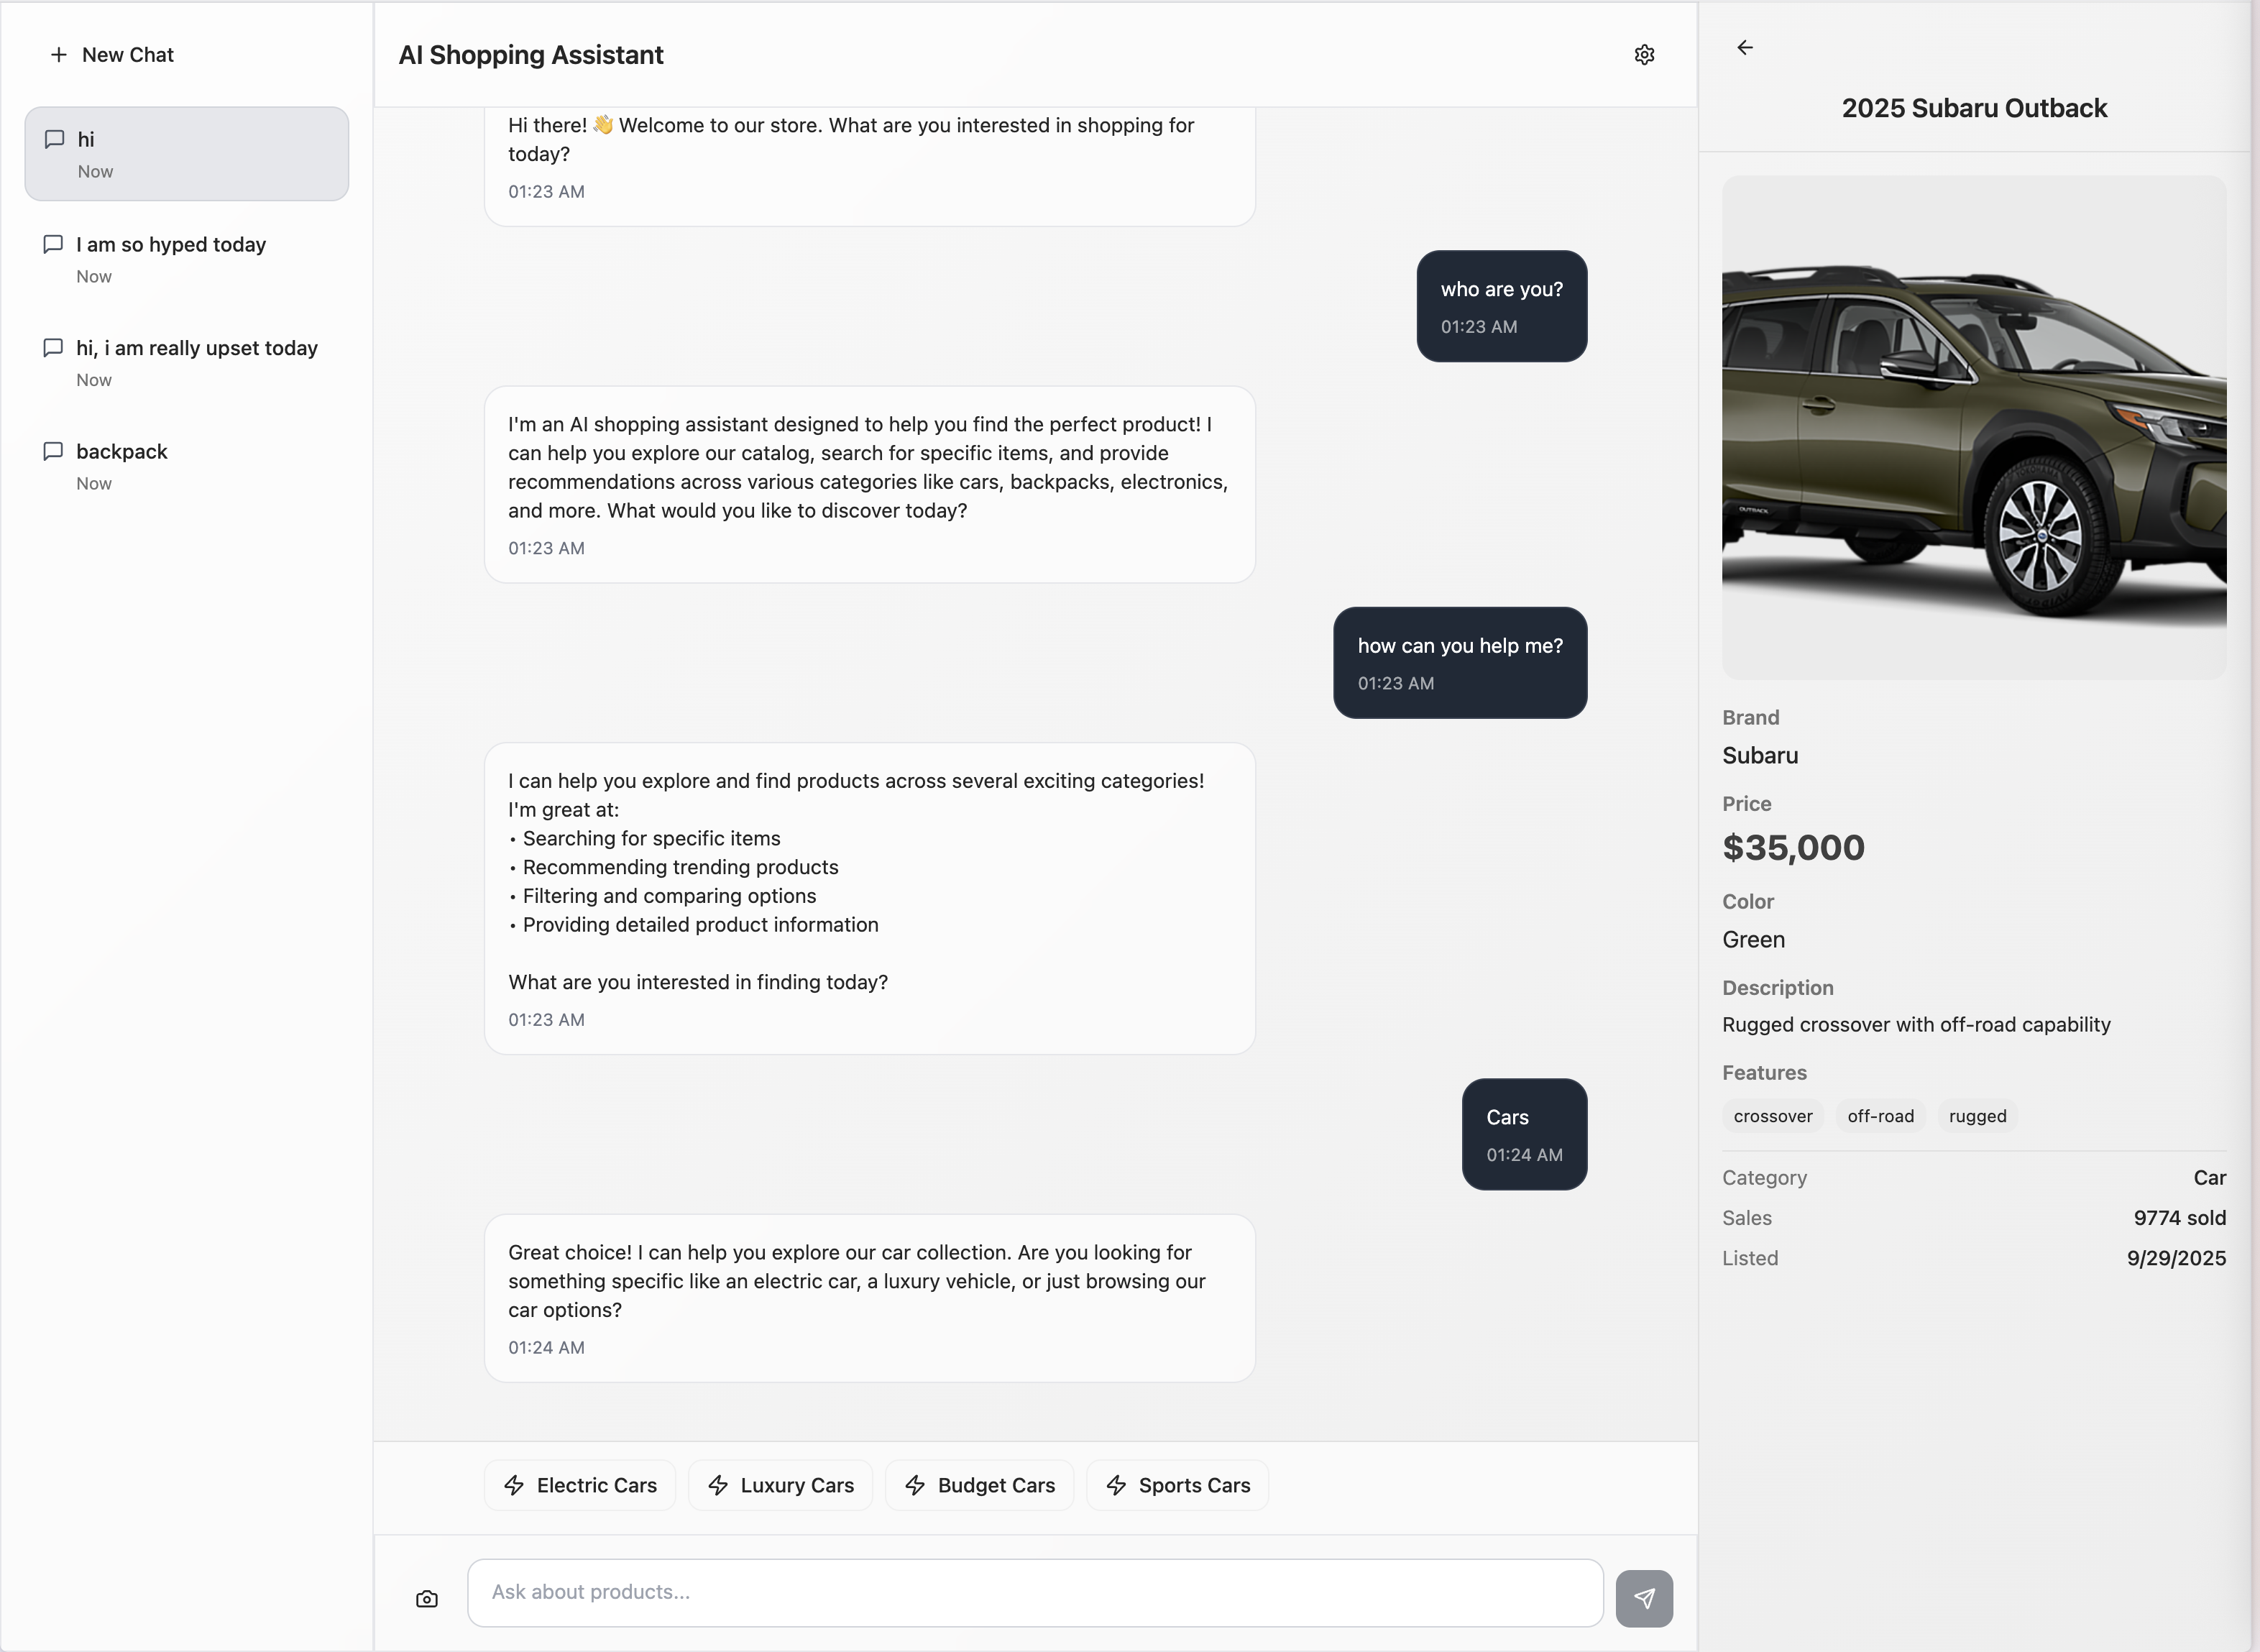 New Chat
hi
Now
I am so hyped today
Now
hi, i am really upset today
Now
backpack
Now
AI Shopping Assistant
Hi there! 👋 Welcome to our store. What are you interested in shopping for
today?
01:23 AM
who are you?
01:23 AM
I'm an AI shopping assistant designed to help you find the perfect product! I
can help you explore our catalog, search for specific items, and provide
recommendations across various categories like cars, backpacks, electronics,
and more. What would you like to discover today?
01:23 AM
how can you help me?
01:23 AM
I can help you explore and find products across several exciting categories!
I'm great at:
• Searching for specific items
• Recommending trending products
• Filtering and comparing options
• Providing detailed product information
What are you interested in finding today?
01:23 AM
Cars
01:24 AM
Great choice! I can help you explore our car collection. Are you looking for
something specific like an electric car, a luxury vehicle, or just browsing our
car options?
01:24 AM
Electric Cars
Luxury Cars
Budget Cars
Sports Cars
Ask about products...
2025 Subaru Outback
OUTBACK
Brand
Subaru
Price
$35,000
Color
Green
Description
Rugged crossover with off-road capability
Features
crossover off-road rugged
Category Car
Sales 9774 sold
Listed 9/29/2025